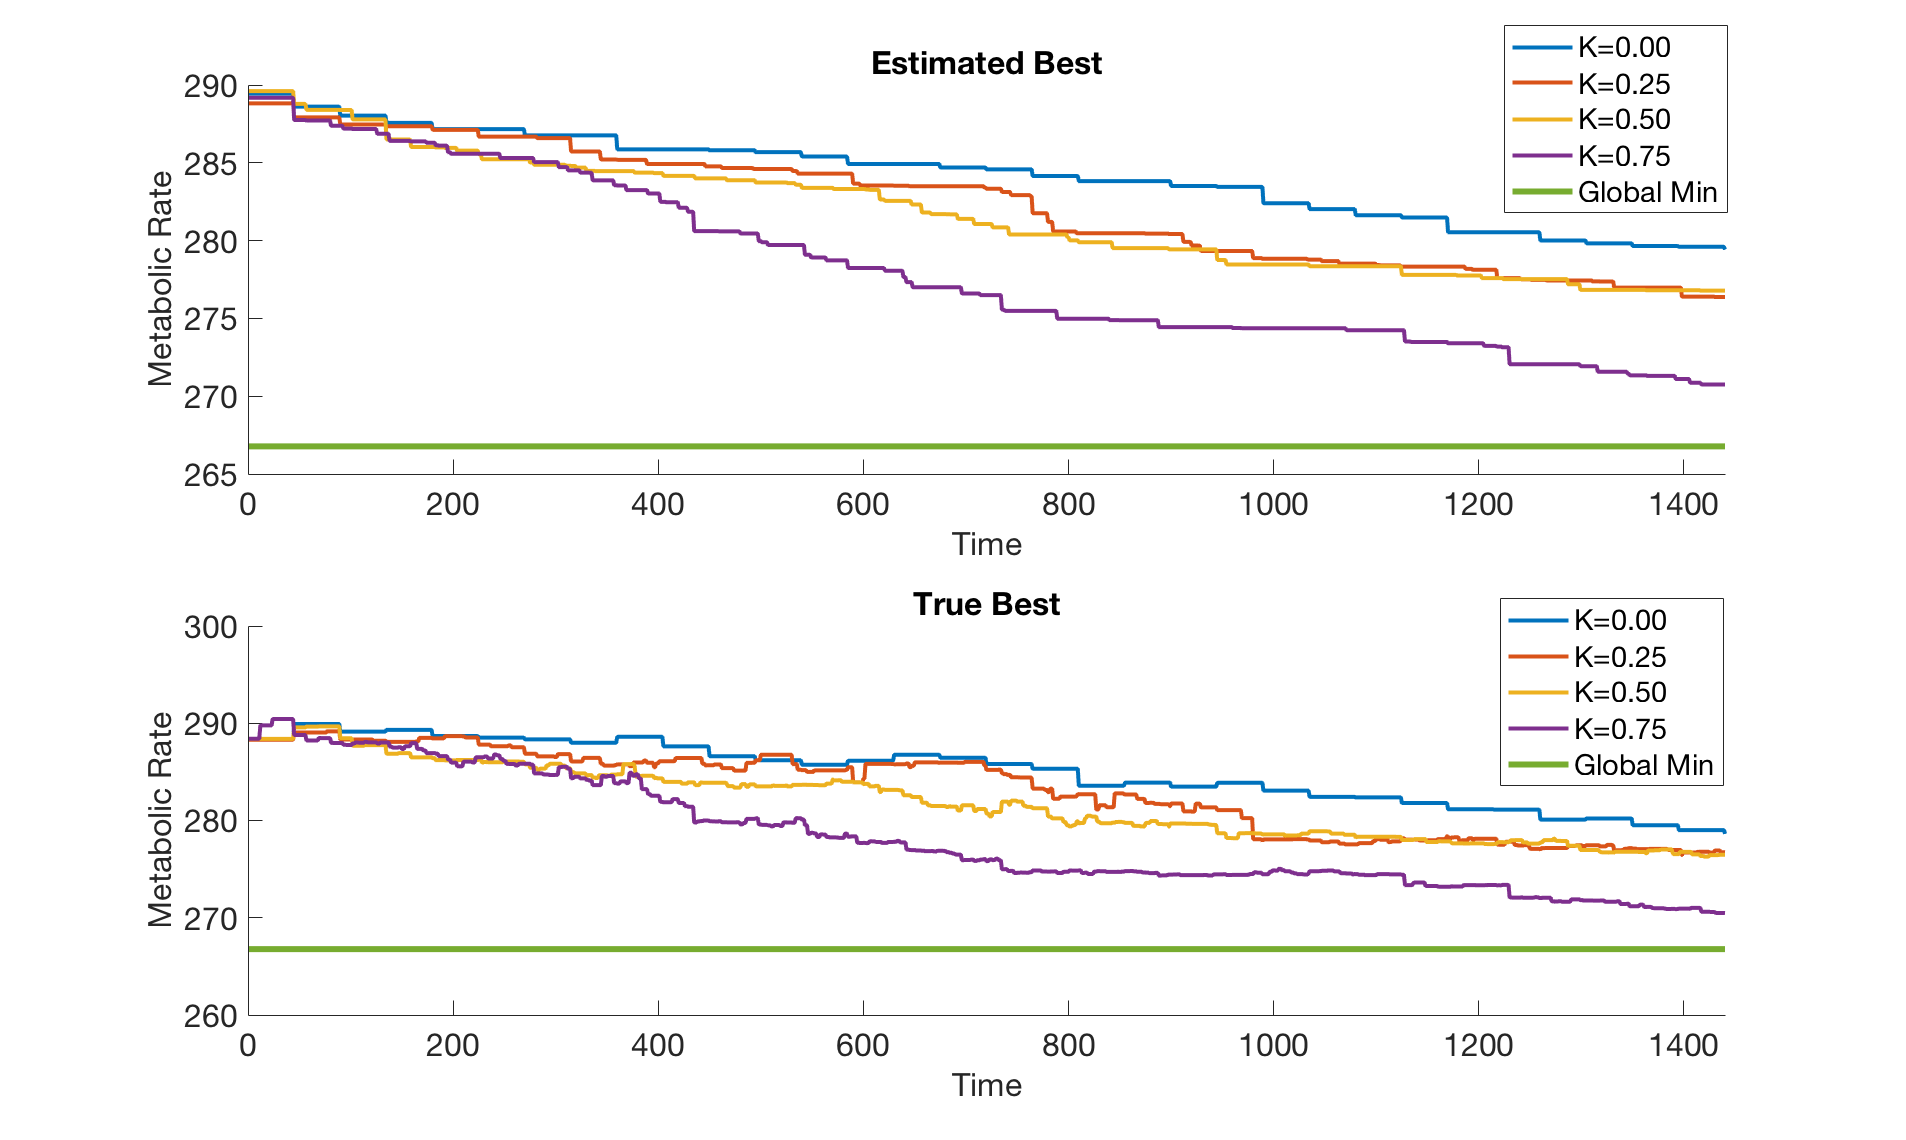 Estimated Best
K=0.00
K=0.25
K=0.50
K=0.75
Global Min
Metabolic Rate
290
285
280
275
270
265
0 200 400 600 800 1000 1200 1400
Time
True Best
K=0.00
K=0.25
K=0.50
K=0.75
Global Min
Metabolic Rate
300
290
280
270
260
0 200 400 600 800 1000 1200 1400
Time